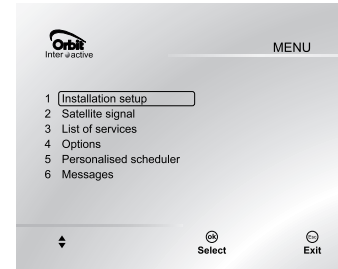 Orbit
Inter active
MENU
1 Installation setup
2 Satellite signal
3 List of services
4 Options
5 Personalised scheduler
6 Messages
ok
Select
Esc
Exit